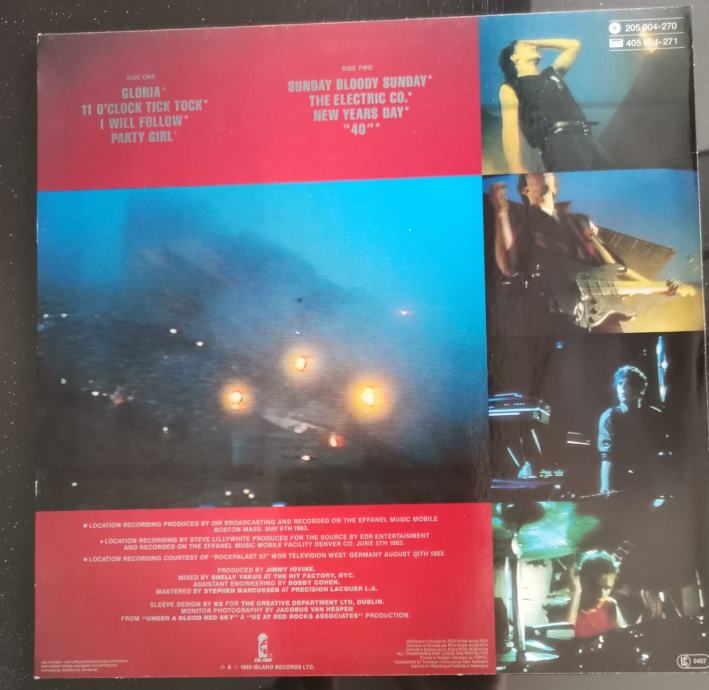 205 904-270
405 904-271
SIDE ONE
GLORIA*
11 O'CLOCK TICK TOCK*
I WILL FOLLOW*
PARTY GIRL*
SIDE TWO
SUNDAY BLOODY SUNDAY*
THE ELECTRIC CO.*
NEW YEARS DAY*
"40"*
LOCATION RECORDING PRODUCED BY DIR BROADCASTING AND RECORDED ON THE EFFANEL MUSIC MOBILE
BOSTON MASS. MAY 6TH 1983.
LOCATION RECORDING BY STEVE LILLYWHITE PRODUCED FOR THE SOURCE BY EDR ENTERTAINMENT
AND RECORDED ON THE EFFANEL MUSIC MOBILE FACILITY DENVER CO. JUNE 5TH 1983.
LOCATION RECORDING COURTESY OF "ROCKPALAST 83" WDR TELEVISION WEST GERMANY AUGUST 20TH 1983.
PRODUCED BY JIMMY IOVINE.
MIXED BY SHELLY YAKUS AT THE HIT FACTORY, NYC.
ASSISTANT ENGINEERING BY BOBBY COHEN.
MASTERED BY STEPHEN MARCUSSEN AT PRECISION LACQUER L.A.
SLEEVE DESIGN BY RX FOR THE CREATIVE DEPARTMENT LTD, DUBLIN.
MONITOR PHOTOGRAPHY BY JACOBUS VAN HESPEN
FROM "UNDER A BLOOD RED SKY" A "U2 AT RED ROCKS ASSOCIATES" PRODUCTION.
ISLAND
℗ & © 1983 ISLAND RECORDS LTD.
LC 0407